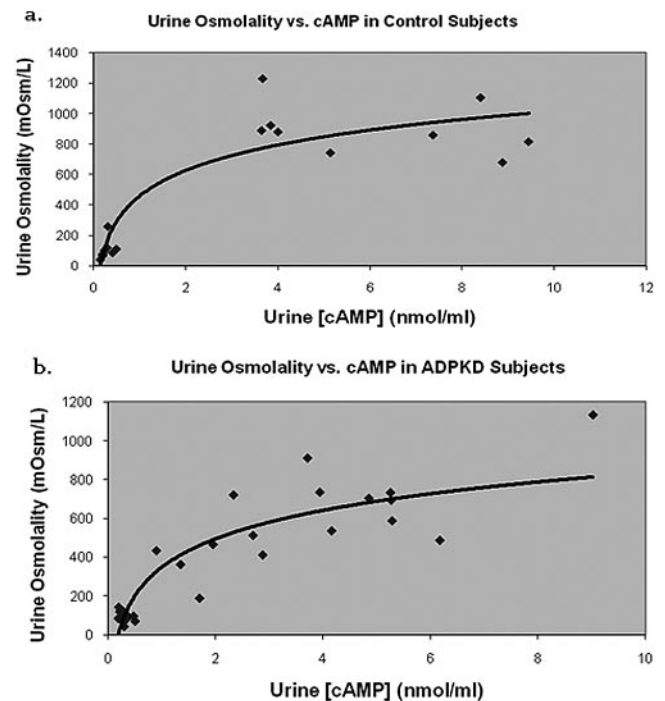 a.
Urine Osmolality vs. cAMP in Control Subjects
Urine Osmolality (mOsm/L)
1400
1200
1000
800
600
400
200
0
0 2 4 6 8 10 12
Urine [cAMP] (nmol/ml)
b.
Urine Osmolality vs. cAMP in ADPKD Subjects
Urine Osmolality (mOsm/L)
1200
1000
800
600
400
200
0
0 2 4 6 8 10
Urine [cAMP] (nmol/ml)